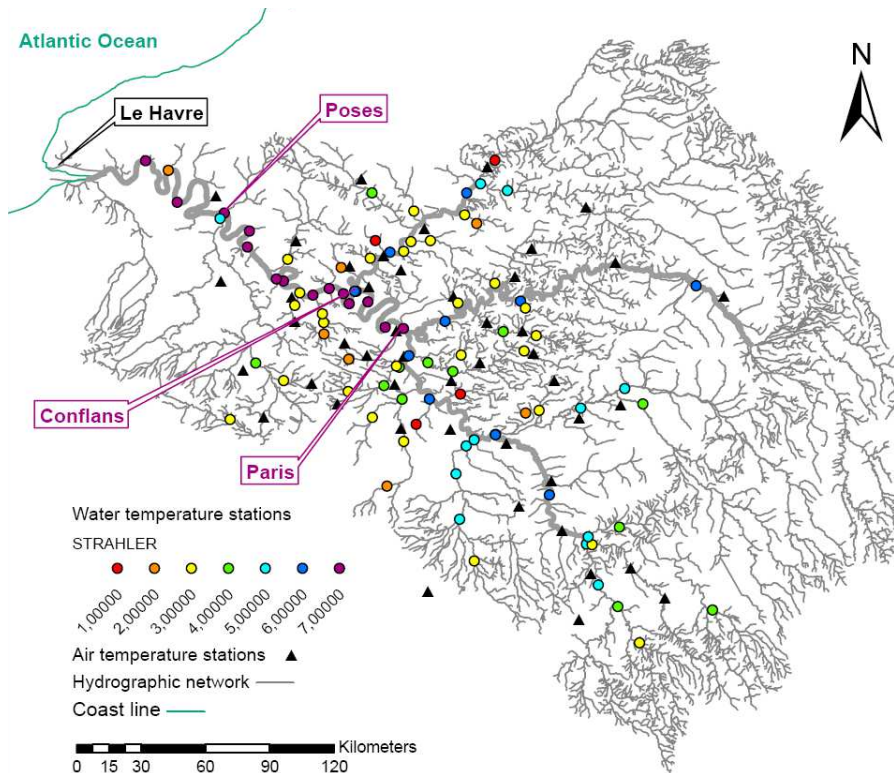 Atlantic Ocean
N
Le Havre
Poses
Conflans
Paris
Water temperature stations
STRAHLER
1,00000
2,00000
3,00000
4,00000
5,00000
6,00000
7,00000
Air temperature stations
Hydrographic network
Coast line
Kilometers
0 15 30 60 90 120